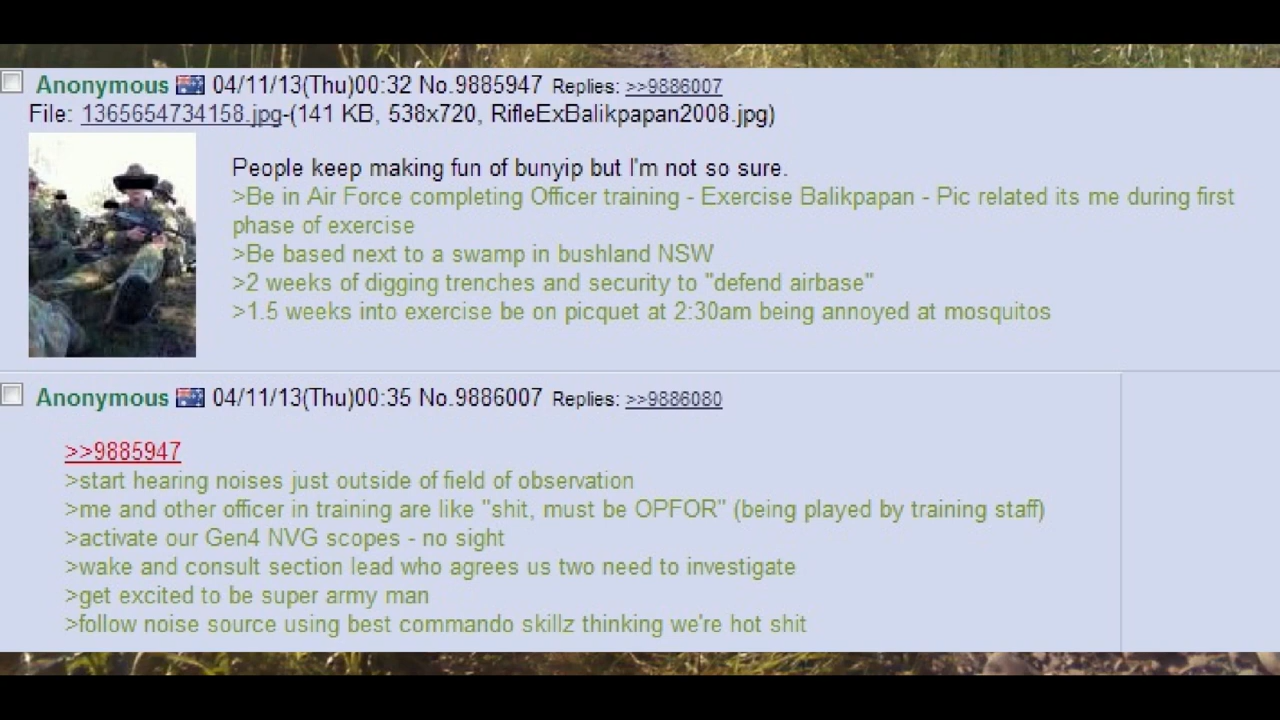 Anonymous 04/11/13(Thu)00:32 No.9885947 Replies: >>9886007
File: 1365654734158.jpg-(141 KB, 538x720, RifleExBalikpapan2008.jpg)
People keep making fun of bunyip but I'm not so sure.
>Be in Air Force completing Officer training - Exercise Balikpapan - Pic related its me during first
phase of exercise
>Be based next to a swamp in bushland NSW
>2 weeks of digging trenches and security to "defend airbase"
>1.5 weeks into exercise be on picquet at 2:30am being annoyed at mosquitos
Anonymous 04/11/13(Thu)00:35 No.9886007 Replies: >>9886080
>>9885947
>start hearing noises just outside of field of observation
>me and other officer in training are like "shit, must be OPFOR" (being played by training staff)
>activate our Gen4 NVG scopes - no sight
>wake and consult section lead who agrees us two need to investigate
>get excited to be super army man
>follow noise source using best commando skillz thinking we're hot shit